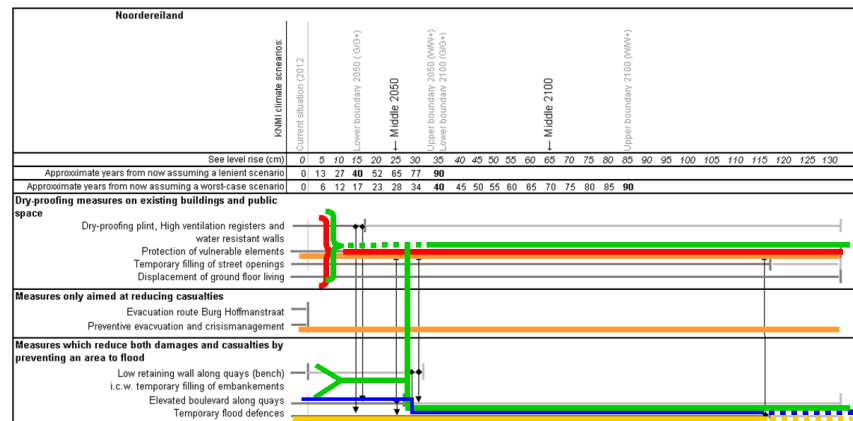 Noordereiland
KNMI climate scnearios:
Current situation (2012
Lower boundary 2050 ( G/G+)
← Middle 2050
Upper boundary 2050 (W/W+)
Lower boundary 2100 (G/G+)
← Middle 2100
Upper boundary 2100 (W/W+)
See level rise (cm) 0 5 10 15 20 25 30 35 40 45 50 55 60 65 70 75 80 85 90 95 100 105 110 115 120 125 130
Approxximate years from now assuming a lenient scenario 0 13 27 40 52 65 77 90
Approximate years from now assuming a worst-case scenario 0 6 12 17 23 28 34 40 45 50 55 60 65 70 75 80 85 90
Dry-proofing measures on existing buildings and public
space
Dry-proofing plint, High ventilation registers and
water resistant walls
Protection of vulnerable elements
Temporary filling of street openings
Displacement of ground floor living
Measures only aimed at reducing casualties
Evacuation route Burg Hoffmanstraat
Preventive evacvuation and crisismanagement
Measures which reduce both damages and casualties by
preventing an area to flood
Low retaining wall along quays (bench)
i.c.w. temporary filling of embankements
Elevated boulevard along quays
Temporary flood defences